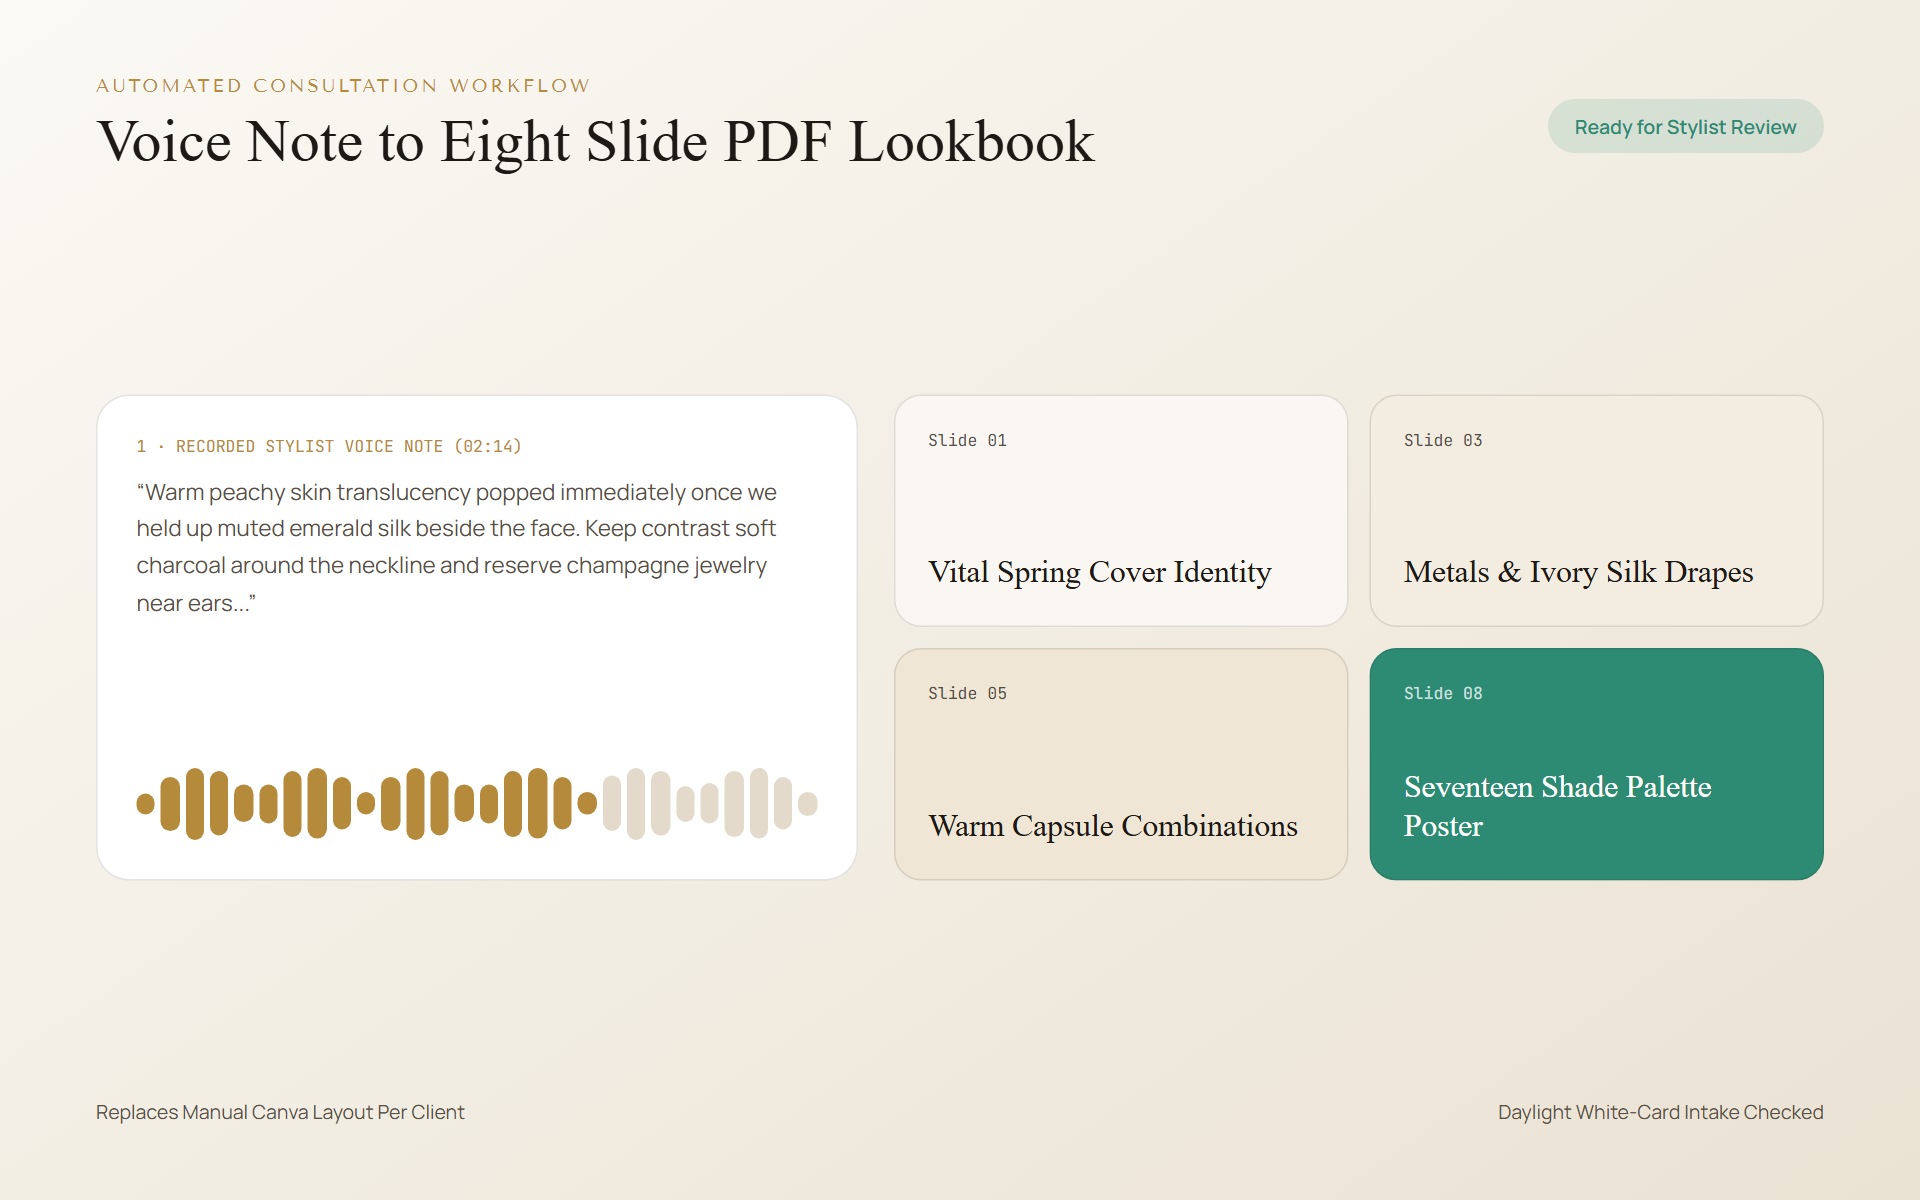 AUTOMATED CONSULTATION WORKFLOW
Voice Note to Eight Slide PDF Lookbook
Ready for Stylist Review
1 · RECORDED STYLIST VOICE NOTE (02:14)
“Warm peachy skin translucency popped immediately once we
held up muted emerald silk beside the face. Keep contrast soft
charcoal around the neckline and reserve champagne jewelry
near ears...”
Slide 01
Vital Spring Cover Identity
Slide 03
Metals & Ivory Silk Drapes
Slide 05
Warm Capsule Combinations
Slide 08
Seventeen Shade Palette
Poster
Replaces Manual Canva Layout Per Client
Daylight White-Card Intake Checked